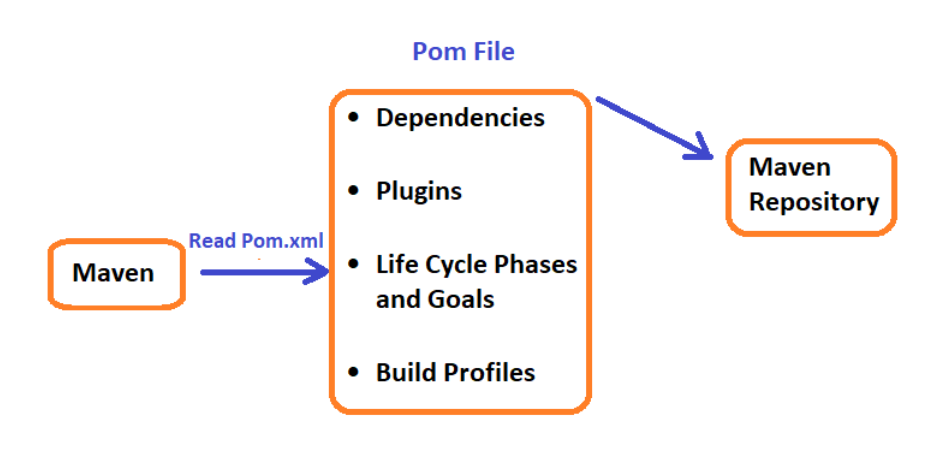 Pom File
• Dependencies
• Plugins
• Life Cycle Phases
and Goals
• Build Profiles
Read Pom.xml
Maven
Maven
Repository